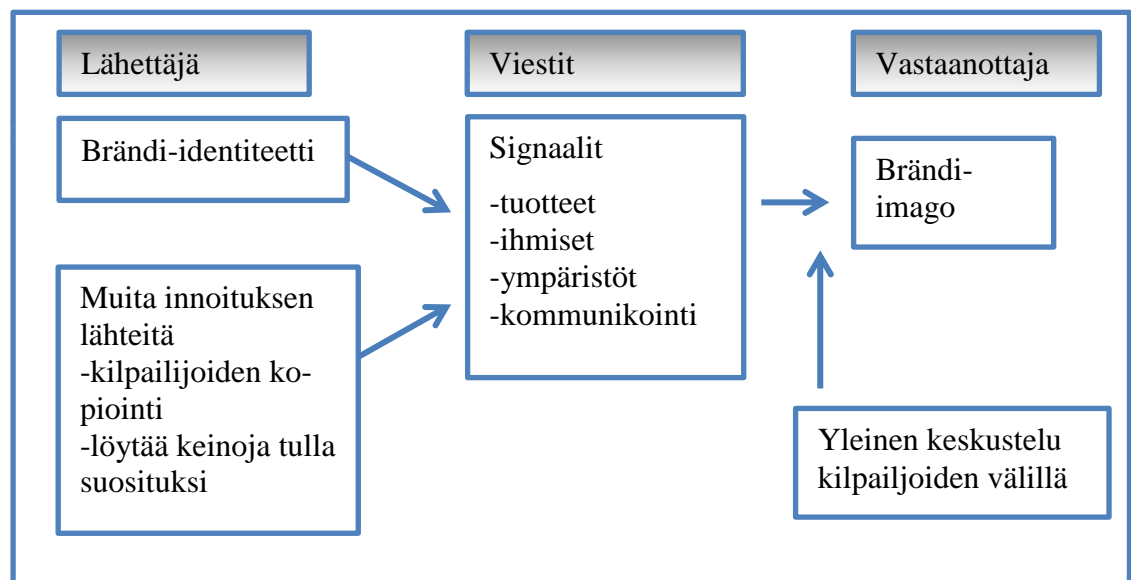 Lähettäjä
Viestit
Vastaanottaja
Brändi-identiteetti
Signaalit
-tuotteet
-ihmiset
-ympäristöt
-kommunikointi
Brändi-
imago
Muita innoituksen
lähteitä
-kilpailijoiden ko-
piointi
-löytää keinoja tulla
suosituksi
Yleinen keskustelu
kilpailjoiden välillä